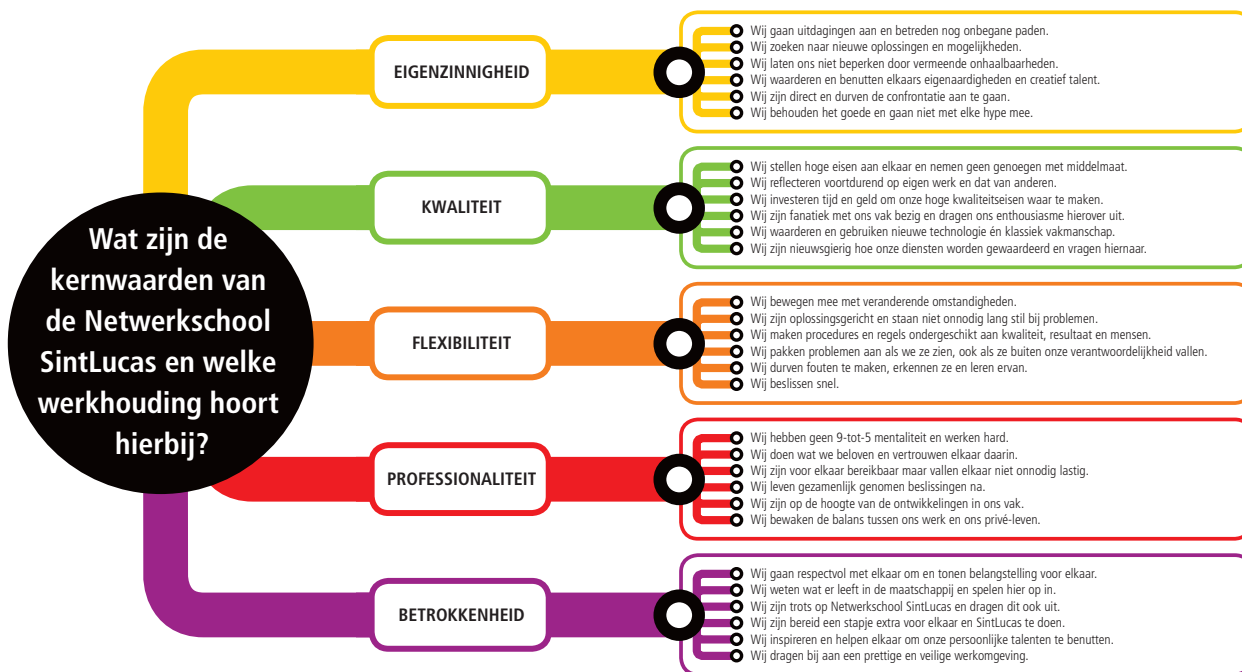 Wat zijn de
kernwaarden van
de Netwerkschool
SintLucas en welke
werkhouding hoort
hierbij?
EIGENZINNIGHEID
Wij gaan uitdagingen aan en betreden nog onbegane paden.
Wij zoeken naar nieuwe oplossingen en mogelijkheden.
Wij laten ons niet beperken door vermeende onhaalbaarheden.
Wij waarderen en benutten elkaars eigenaardigheden en creatief talent.
Wij zijn direct en durven de confrontatie aan te gaan.
Wij behouden het goede en gaan niet met elke hype mee.
KWALITEIT
Wij stellen hoge eisen aan elkaar en nemen geen genoegen met middelmaat.
Wij reflecteren voortdurend op eigen werk en dat van anderen.
Wij investeren tijd en geld om onze hoge kwaliteitseisen waar te maken.
Wij zijn fanatiek met ons vak bezig en dragen ons enthousiasme hierover uit.
Wij waarderen en gebruiken nieuwe technologie én klassiek vakmanschap.
Wij zijn nieuwsgierig hoe onze diensten worden gewaardeerd en vragen hiernaar.
FLEXIBILITEIT
Wij bewegen mee met veranderende omstandigheden.
Wij zijn oplossingsgericht en staan niet onnodig lang stil bij problemen.
Wij maken procedures en regels ondergeschikt aan kwaliteit, resultaat en mensen.
Wij pakken problemen aan als we ze zien, ook als ze buiten onze verantwoordelijkheid vallen.
Wij durven fouten te maken, erkennen ze en leren ervan.
Wij beslissen snel.
PROFESSIONALITEIT
Wij hebben geen 9-tot-5 mentaliteit en werken hard.
Wij doen wat we beloven en vertrouwen elkaar daarin.
Wij zijn voor elkaar bereikbaar maar vallen elkaar niet onnodig lastig.
Wij leven gezamenlijk genomen beslissingen na.
Wij zijn op de hoogte van de ontwikkelingen in ons vak.
Wij bewaken de balans tussen ons werk en ons privé-leven.
BETROKKENHEID
Wij gaan respectvol met elkaar om en tonen belangstelling voor elkaar.
Wij weten wat er leeft in de maatschappij en spelen hier op in.
Wij zijn trots op Netwerkschool SintLucas en dragen dit ook uit.
Wij zijn bereid een stapje extra voor elkaar en SintLucas te doen.
Wij inspireren en helpen elkaar om onze persoonlijke talenten te benutten.
Wij dragen bij aan een prettige en veilige werkomgeving.